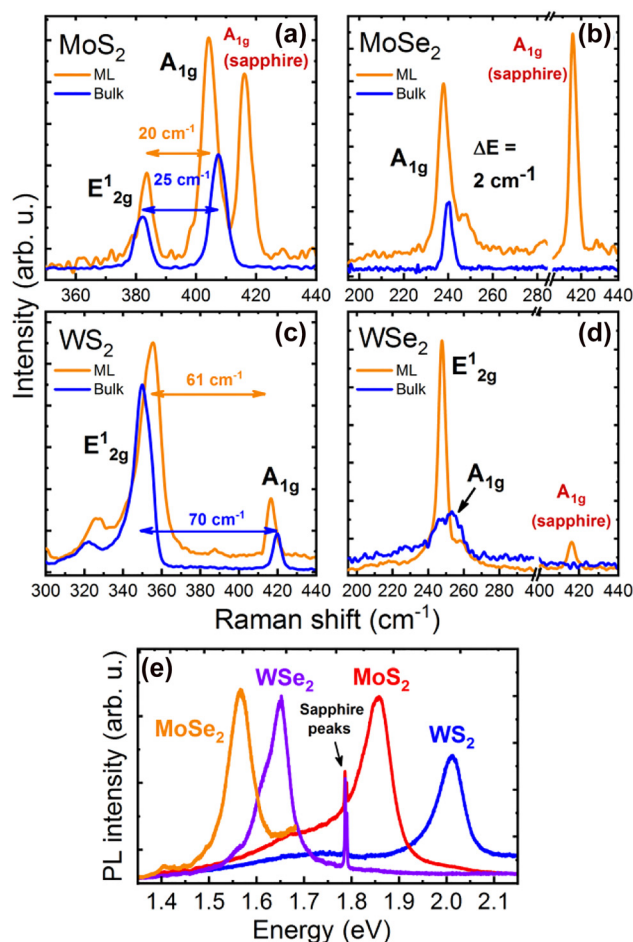 MoS2 (a)
ML
Bulk
A1g
A1g
(sapphire)
20 cm-1
25 cm-1
E12g
360 380 400 420 440
MoSe2 (b)
ML
Bulk
A1g
(sapphire)
A1g
ΔE =
2 cm-1
200 220 240 260 280 420 440
Intensity (arb. u.)
WS2 (c)
ML
Bulk
61 cm-1
E12g
A1g
70 cm-1
300 320 340 360 380 400 420 440
WSe2 (d)
ML
Bulk
E12g
A1g
A1g
(sapphire)
200 220 240 260 400 420 440
Raman shift (cm-1)
(e)
WSe2
MoS2
MoSe2
Sapphire
peaks
WS2
PL intensity (arb. u.)
1.4 1.5 1.6 1.7 1.8 1.9 2.0 2.1
Energy (eV)